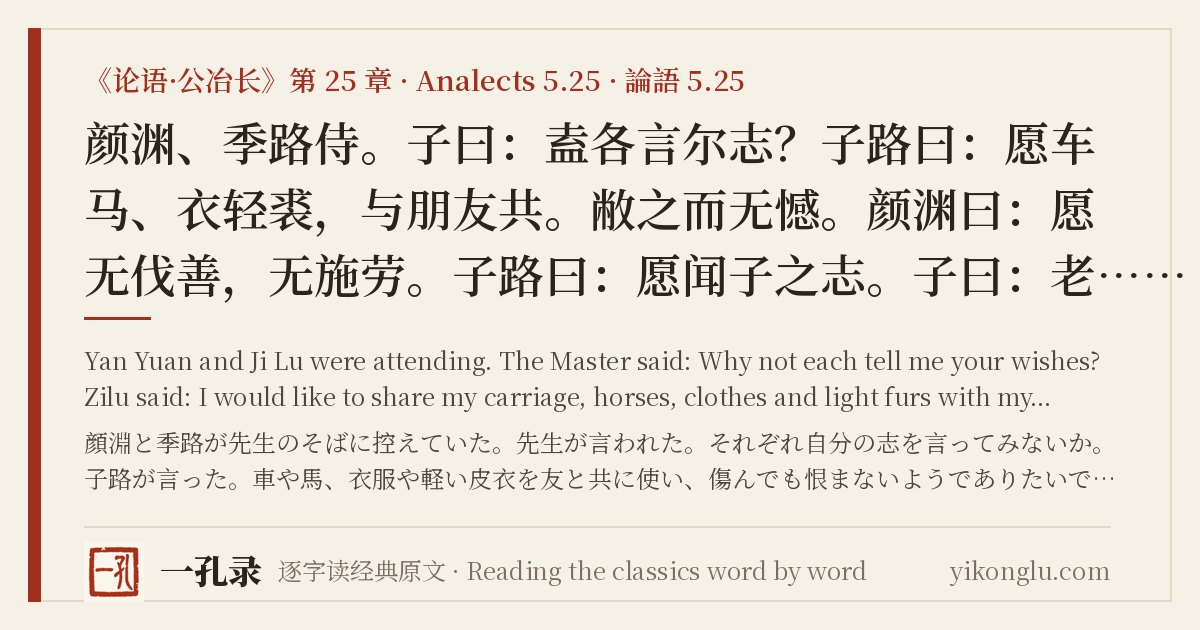 《论语·公冶长》第 25 章 · Analects 5.25 · 論語 5.25
颜渊、季路侍。子曰：盍各言尔志？子路曰：愿车
马、衣轻裘，与朋友共。敝之而无憾。颜渊曰：愿
无伐善，无施劳。子路曰：愿闻子之志。子曰：老……
Yan Yuan and Ji Lu were attending. The Master said: Why not each tell me your wishes?
Zilu said: I would like to share my carriage, horses, clothes and light furs with my...
顔淵と季路が先生のそばに控えていた。先生が言われた。それぞれ自分の志を言ってみないか。
子路が言った。車や馬、衣服や軽い皮衣を友と共に使い、傷んでも恨まないようでありたいで…
一孔
一孔录 逐字读经典原文 · Reading the classics word by word yikonglu.com